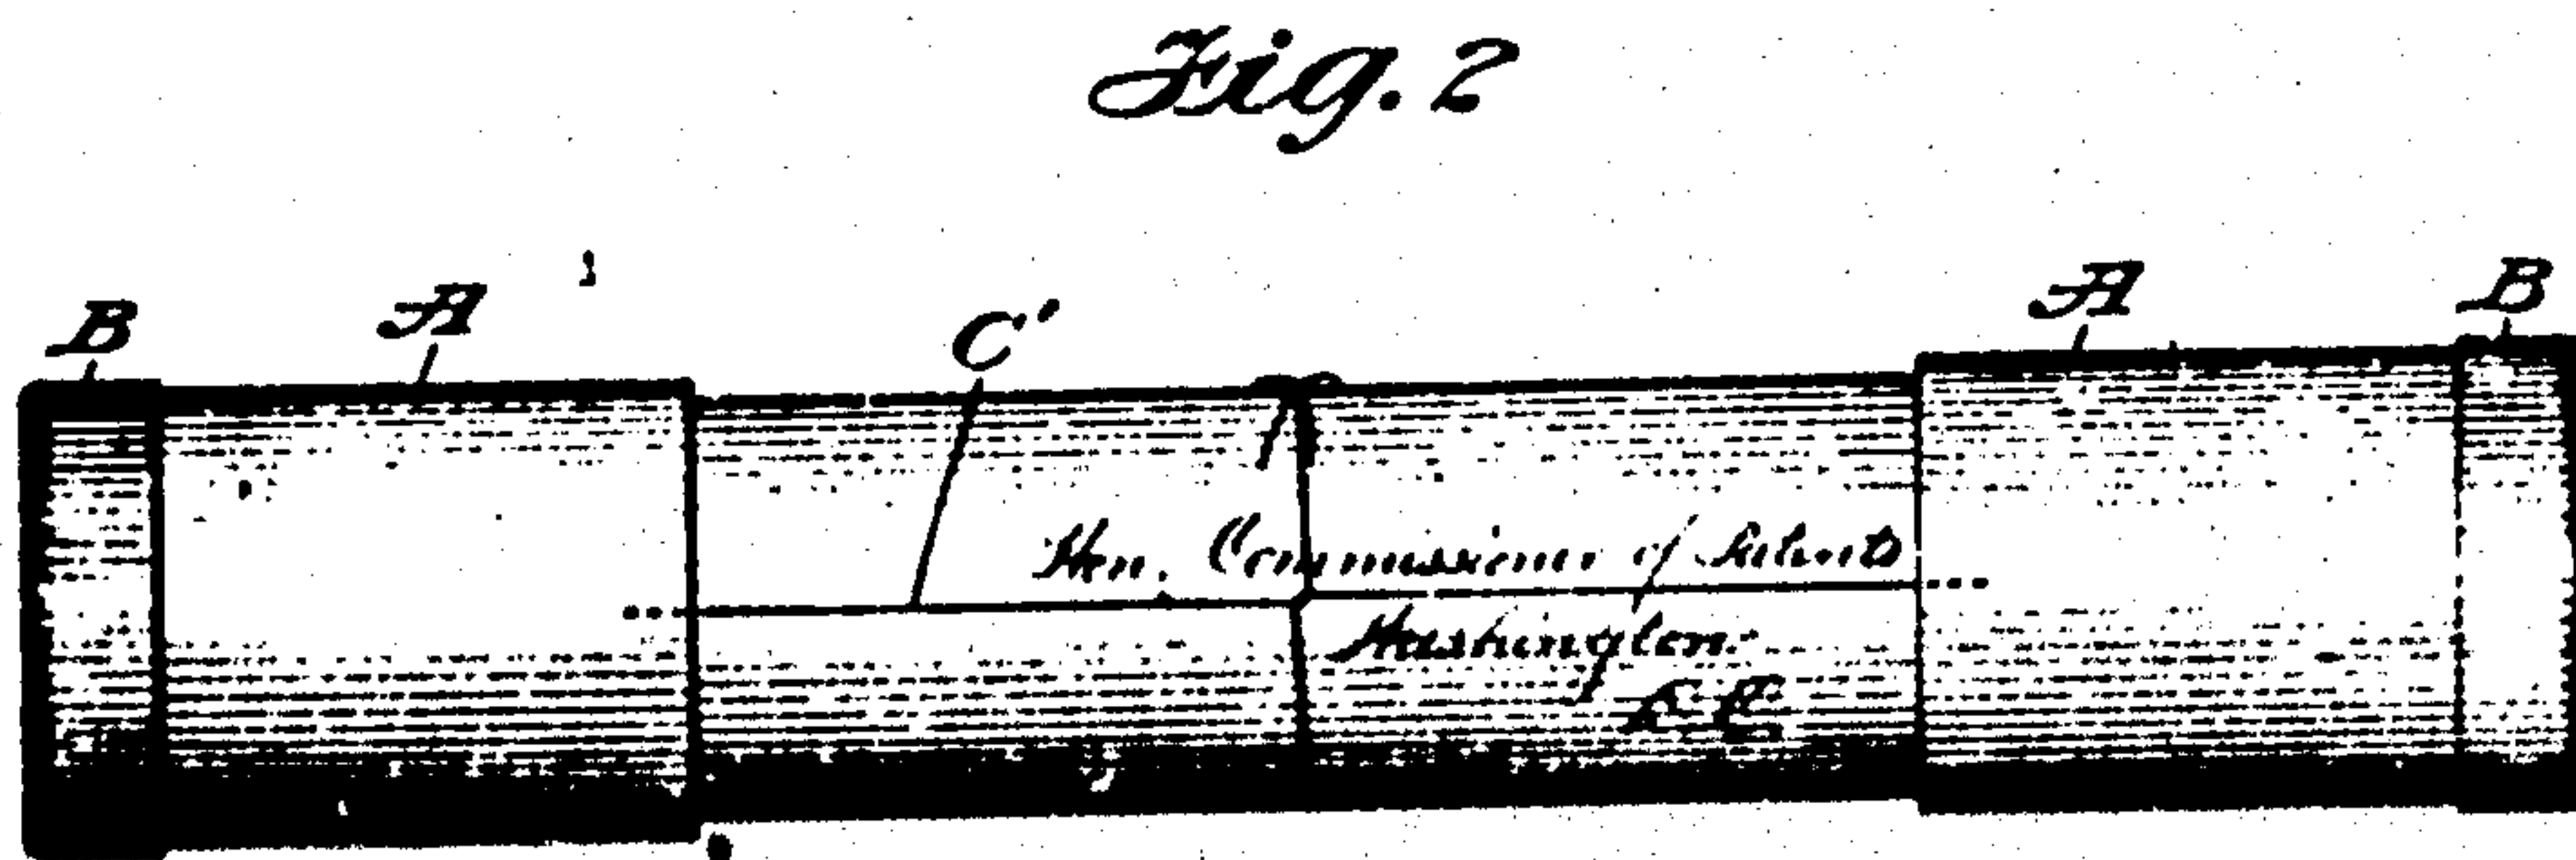 Fig. 2
B A C' A B
Hon. Commissioner of Patents
Washington
D.C.